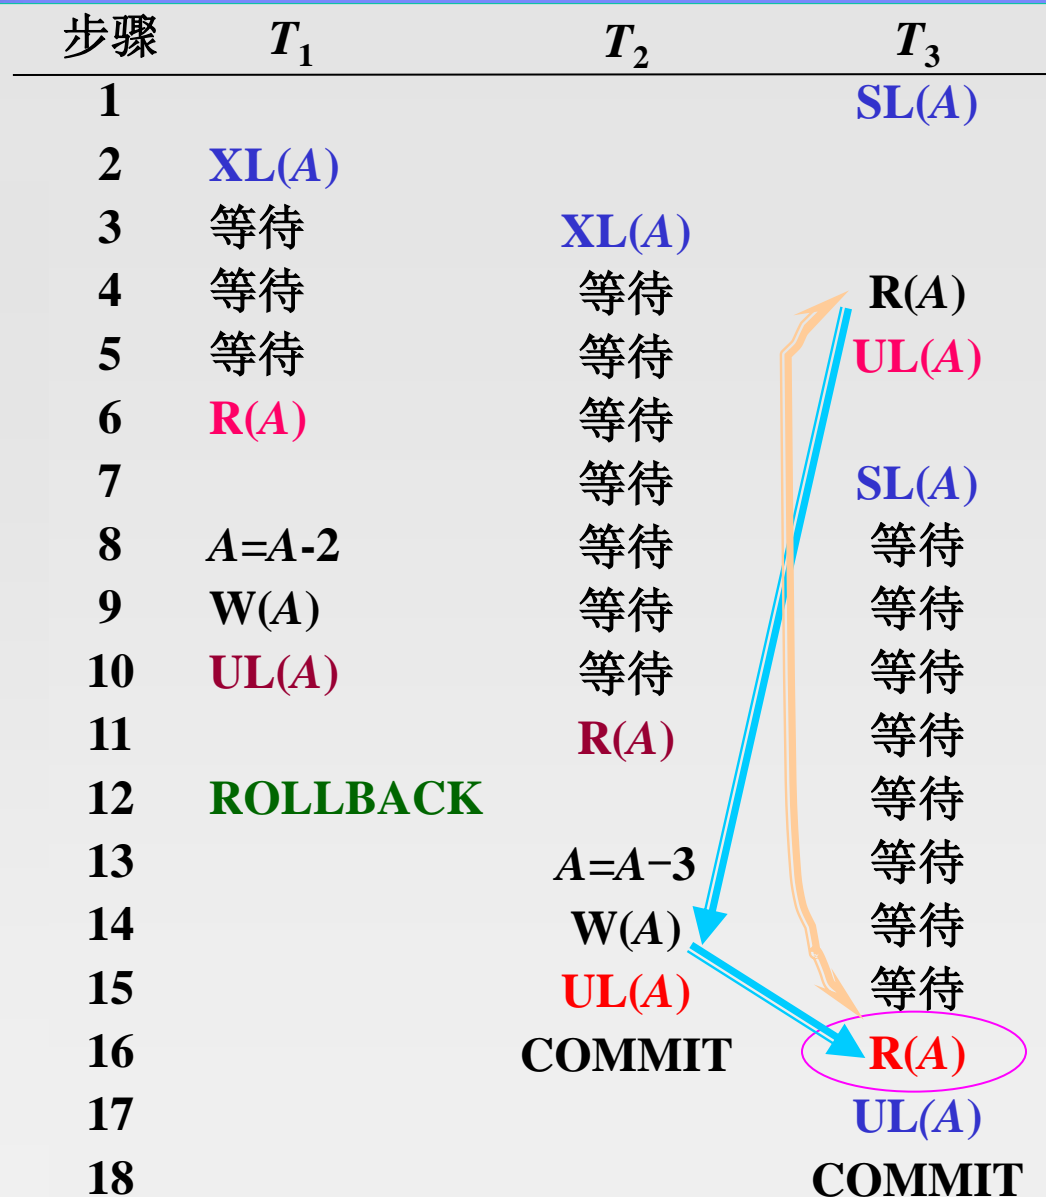 步骤 T1 T2 T3
1 SL(A)
2 XL(A)
3 等待 XL(A)
4 等待 等待 R(A)
5 等待 等待 UL(A)
6 R(A) 等待
7 等待 SL(A)
8 A=A-2 等待 等待
9 W(A) 等待 等待
10 UL(A) 等待 等待
11 R(A) 等待
12 ROLLBACK 等待
13 A=A−3 等待
14 W(A) 等待
15 UL(A) 等待
16 COMMIT R(A)
17 UL(A)
18 COMMIT